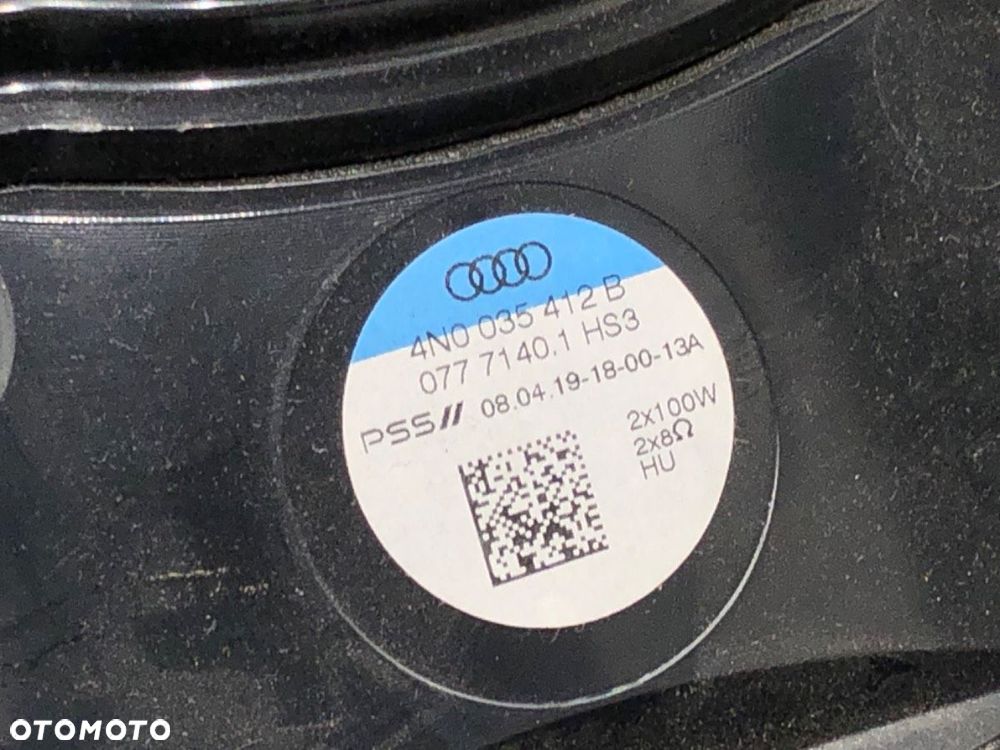 4N0 035 412 B
077 7140.1 HS3
PSS// 08.04.19-18-00-13A
2x100W
2x8Ω
HU
OTOMOTO